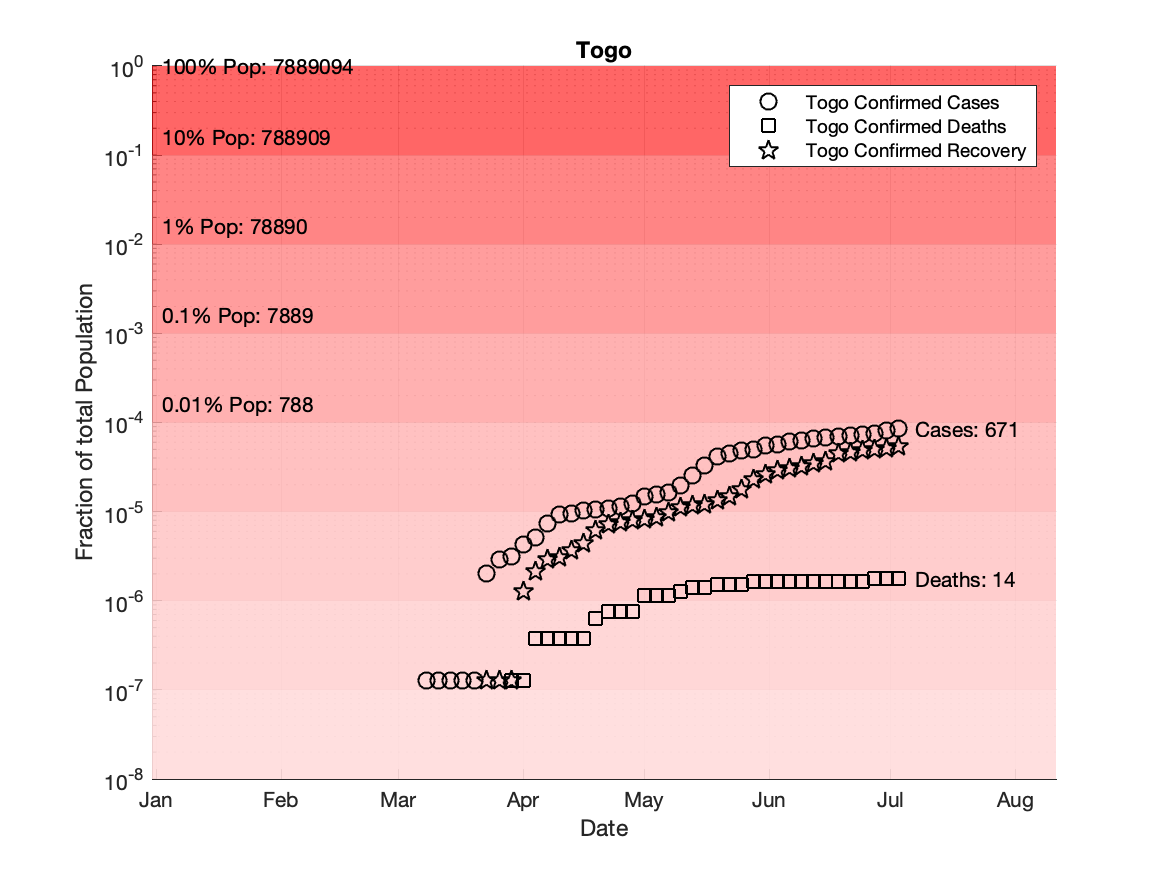 Togo
10^0
100% Pop: 7889094
Togo Confirmed Cases
Togo Confirmed Deaths
Togo Confirmed Recovery
10% Pop: 788909
10^-1
1% Pop: 78890
10^-2
0.1% Pop: 7889
10^-3
0.01% Pop: 788
10^-4
Cases: 671
10^-5
Deaths: 14
10^-6
10^-7
10^-8
Fraction of total Population
Jan Feb Mar Apr May Jun Jul Aug
Date